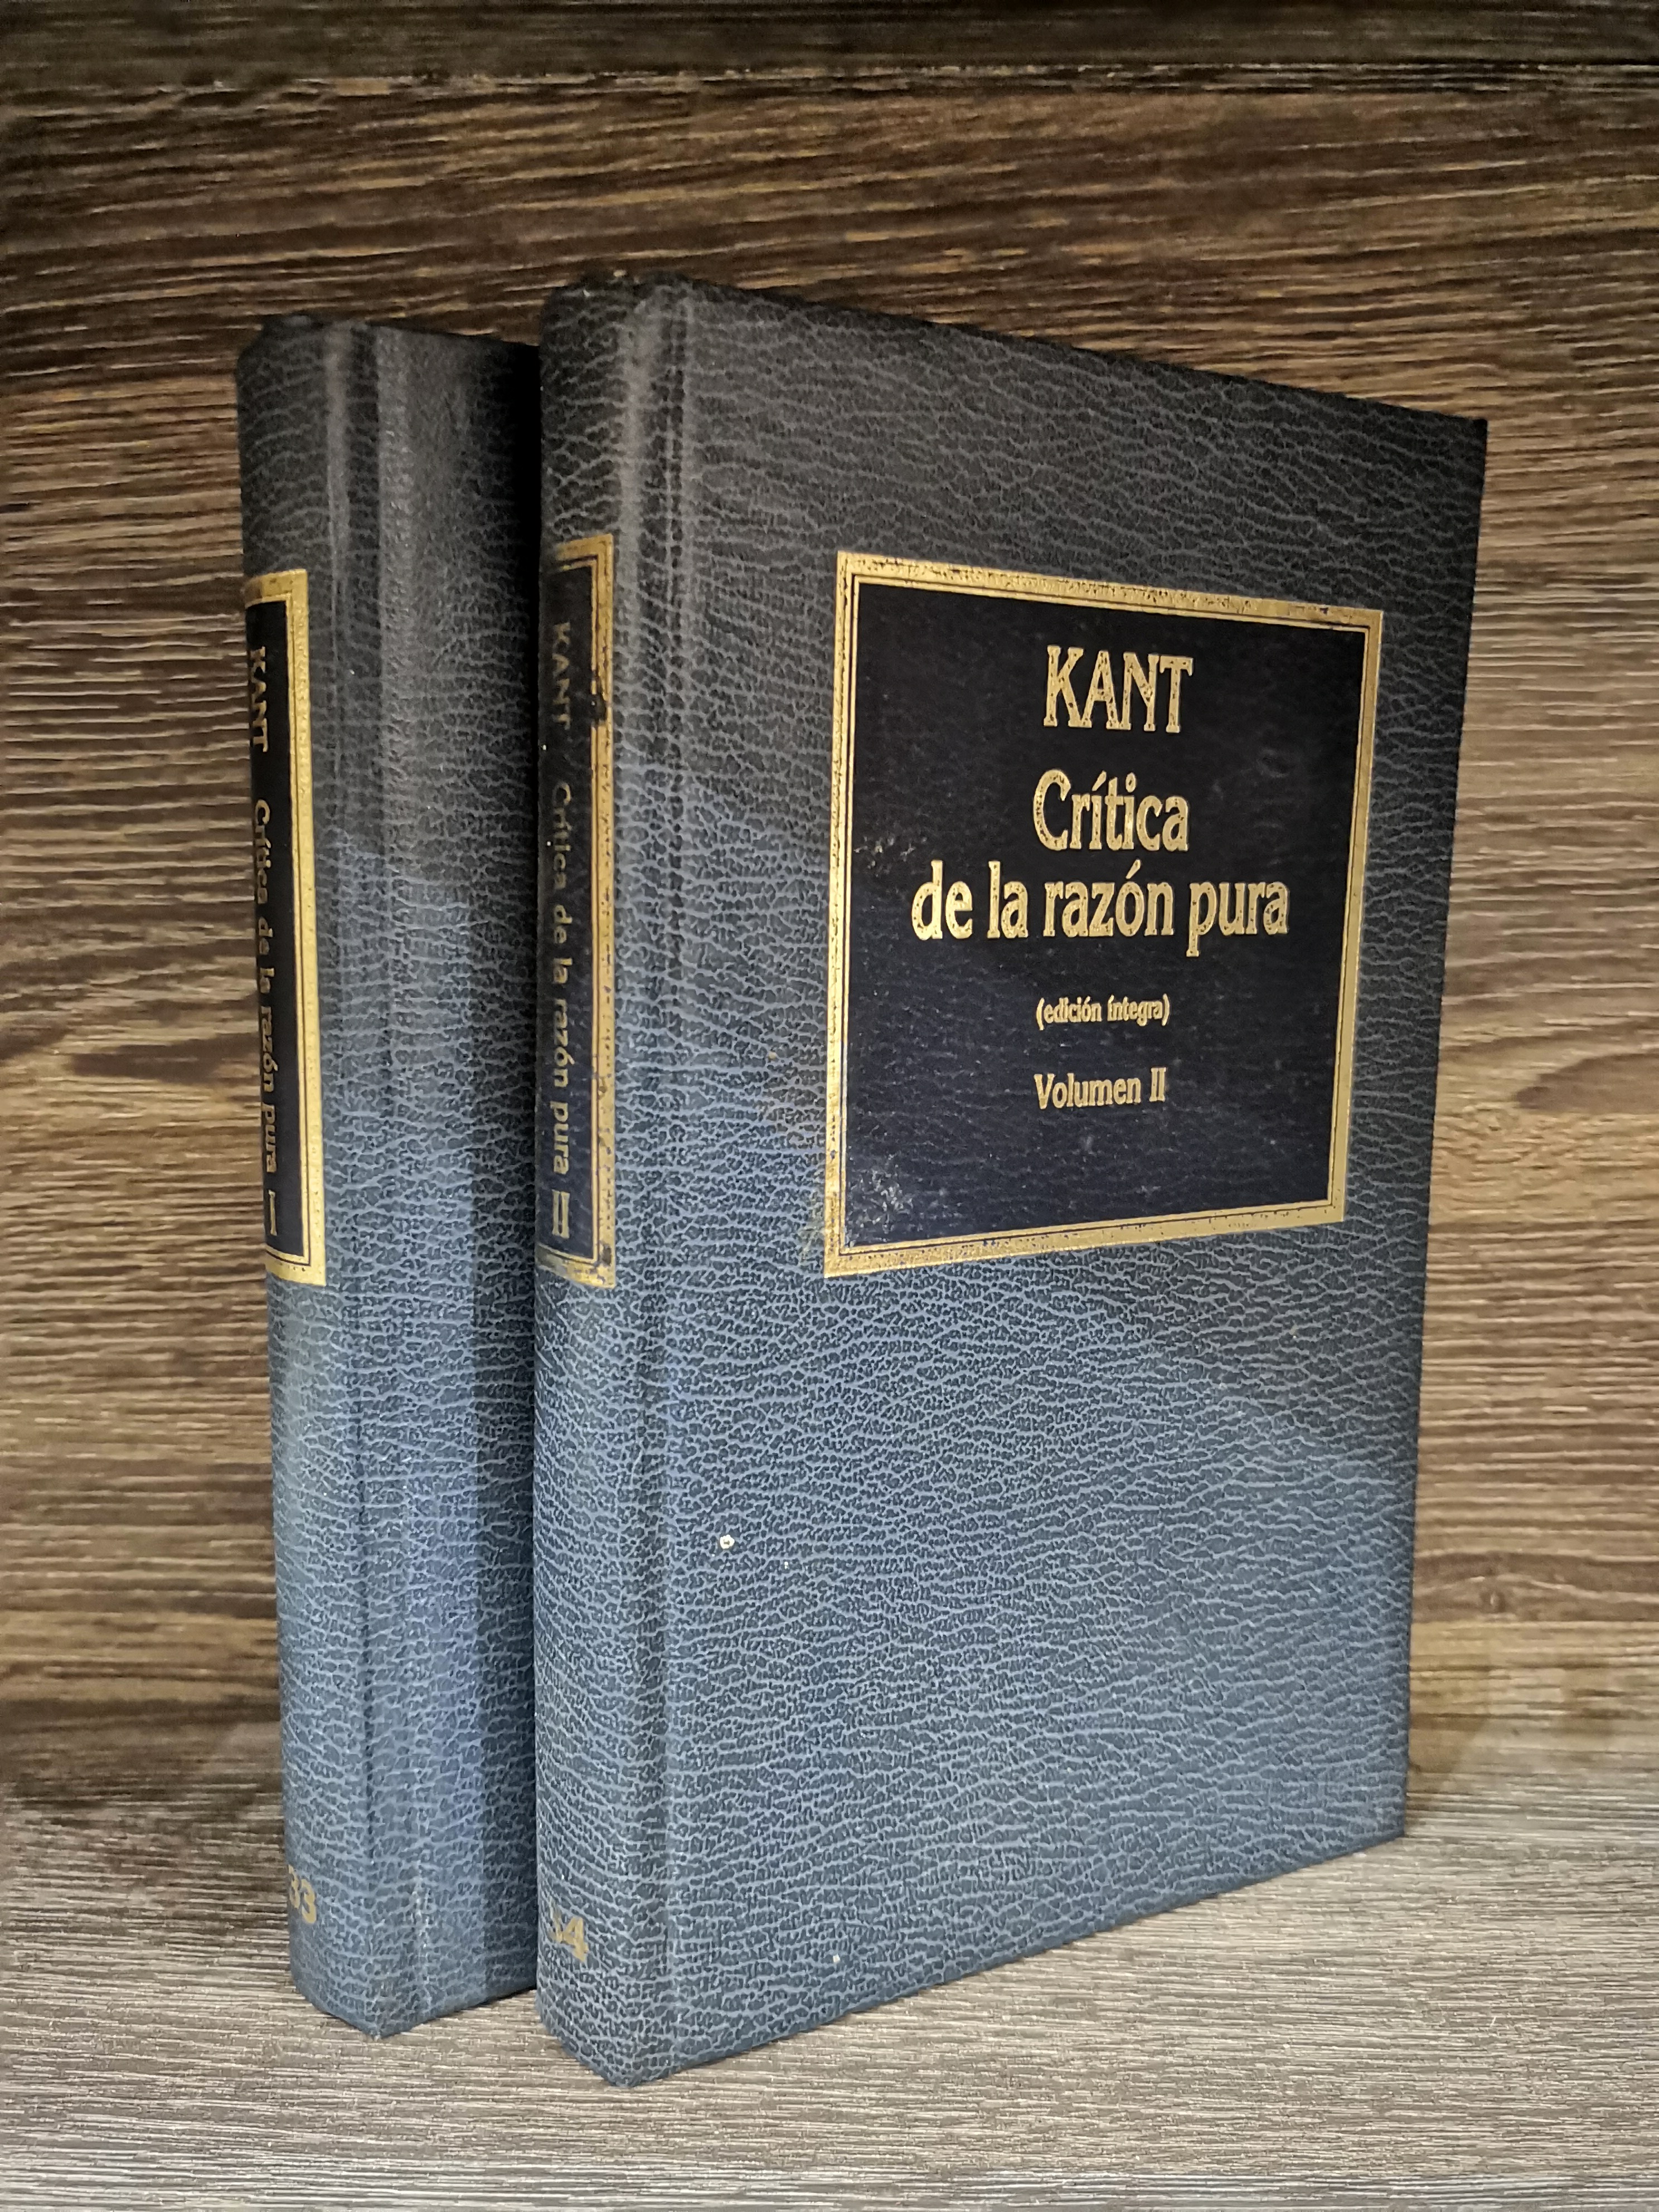 KANT Crítica de la razón pura I
33
KANT Crítica de la razón pura II
34
KANT
Crítica
de la razón pura
(edición íntegra)
Volumen II